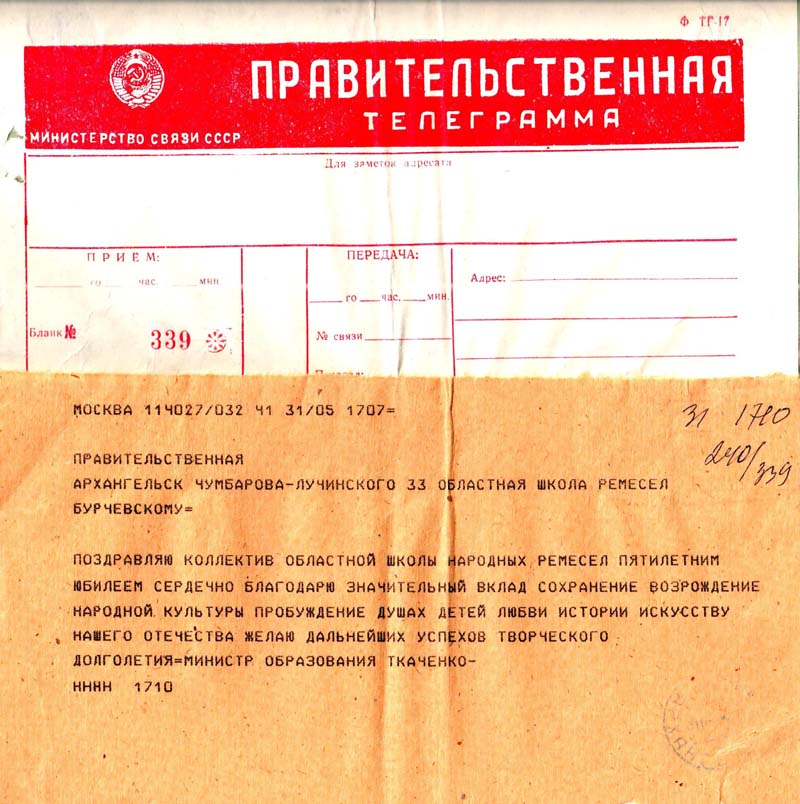 Ф ТГ-17
ПРАВИТЕЛЬСТВЕННАЯ
ТЕЛЕГРАММА
МИНИСТЕРСТВО СВЯЗИ СССР
Для заметок адресата
ПРИЕМ:
го час. мин.
Бланк № 339
ПЕРЕДАЧА:
го час. мин.
№ связи
Адрес:
МОСКВА 114027/032 41 31/05 1707=
31 1710
240/339
ПРАВИТЕЛЬСТВЕННАЯ
АРХАНГЕЛЬСК ЧУМБАРОВА-ЛУЧИНСКОГО 33 ОБЛАСТНАЯ ШКОЛА РЕМЕСЕЛ
БУРЧЕВСКОМУ=
ПОЗДРАВЛЯЮ КОЛЛЕКТИВ ОБЛАСТНОЙ ШКОЛЫ НАРОДНЫХ РЕМЕСЕЛ ПЯТИЛЕТНИМ
ЮБИЛЕЕМ СЕРДЕЧНО БЛАГОДАРЮ ЗНАЧИТЕЛЬНЫЙ ВКЛАД СОХРАНЕНИЕ ВОЗРОЖДЕНИЕ
НАРОДНОЙ КУЛЬТУРЫ ПРОБУЖДЕНИЕ ДУШАХ ДЕТЕЙ ЛЮБВИ ИСТОРИИ ИСКУССТВУ
НАШЕГО ОТЕЧЕСТВА ЖЕЛАЮ ДАЛЬНЕЙШИХ УСПЕХОВ ТВОРЧЕСКОГО
ДОЛГОЛЕТИЯ=МИНИСТР ОБРАЗОВАНИЯ ТКАЧЕНКО-
НННН 1710